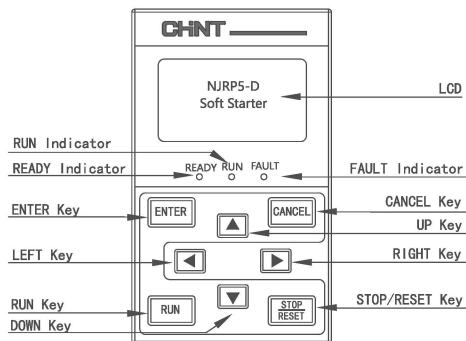 CHNT
NJRP5-D
Soft Starter
LCD
RUN Indicator
READY Indicator
READY RUN FAULT
FAULT Indicator
ENTER Key
ENTER
CANCEL
CANCEL Key
UP Key
LEFT Key
RIGHT Key
RUN Key
RUN
STOP
RESET
STOP/RESET Key
DOWN Key